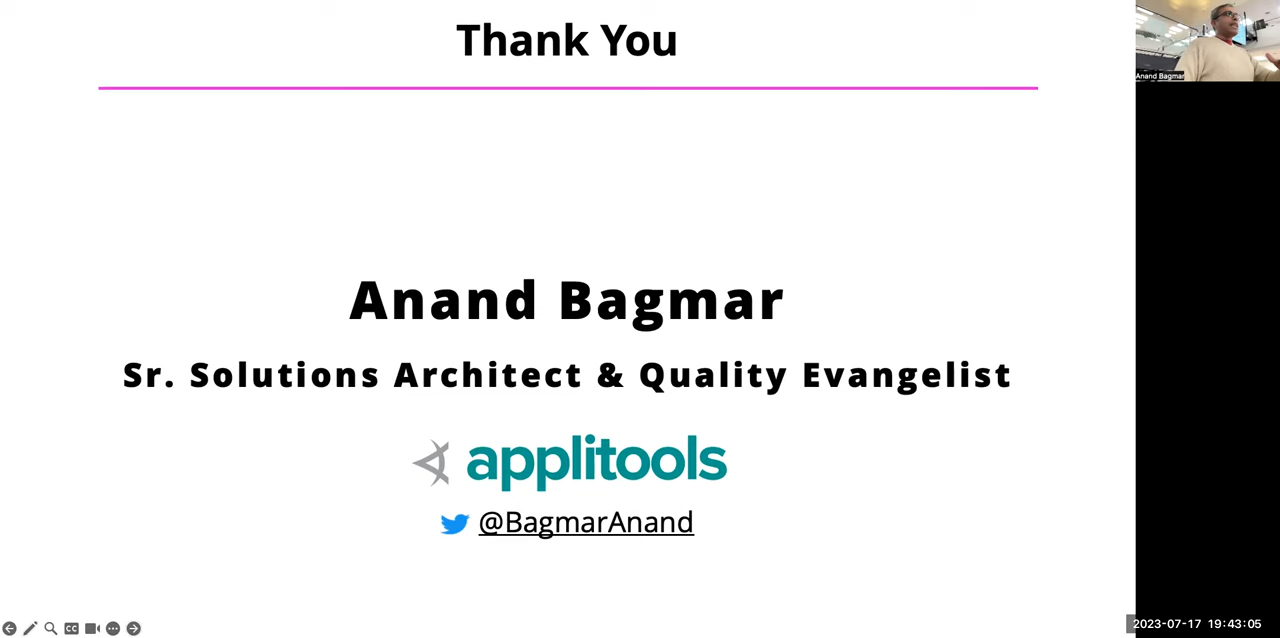 Thank You
Anand Bagmar
Anand Bagmar
Sr. Solutions Architect & Quality Evangelist
applitools
@BagmarAnand
CC
2023-07-17 19:43:05